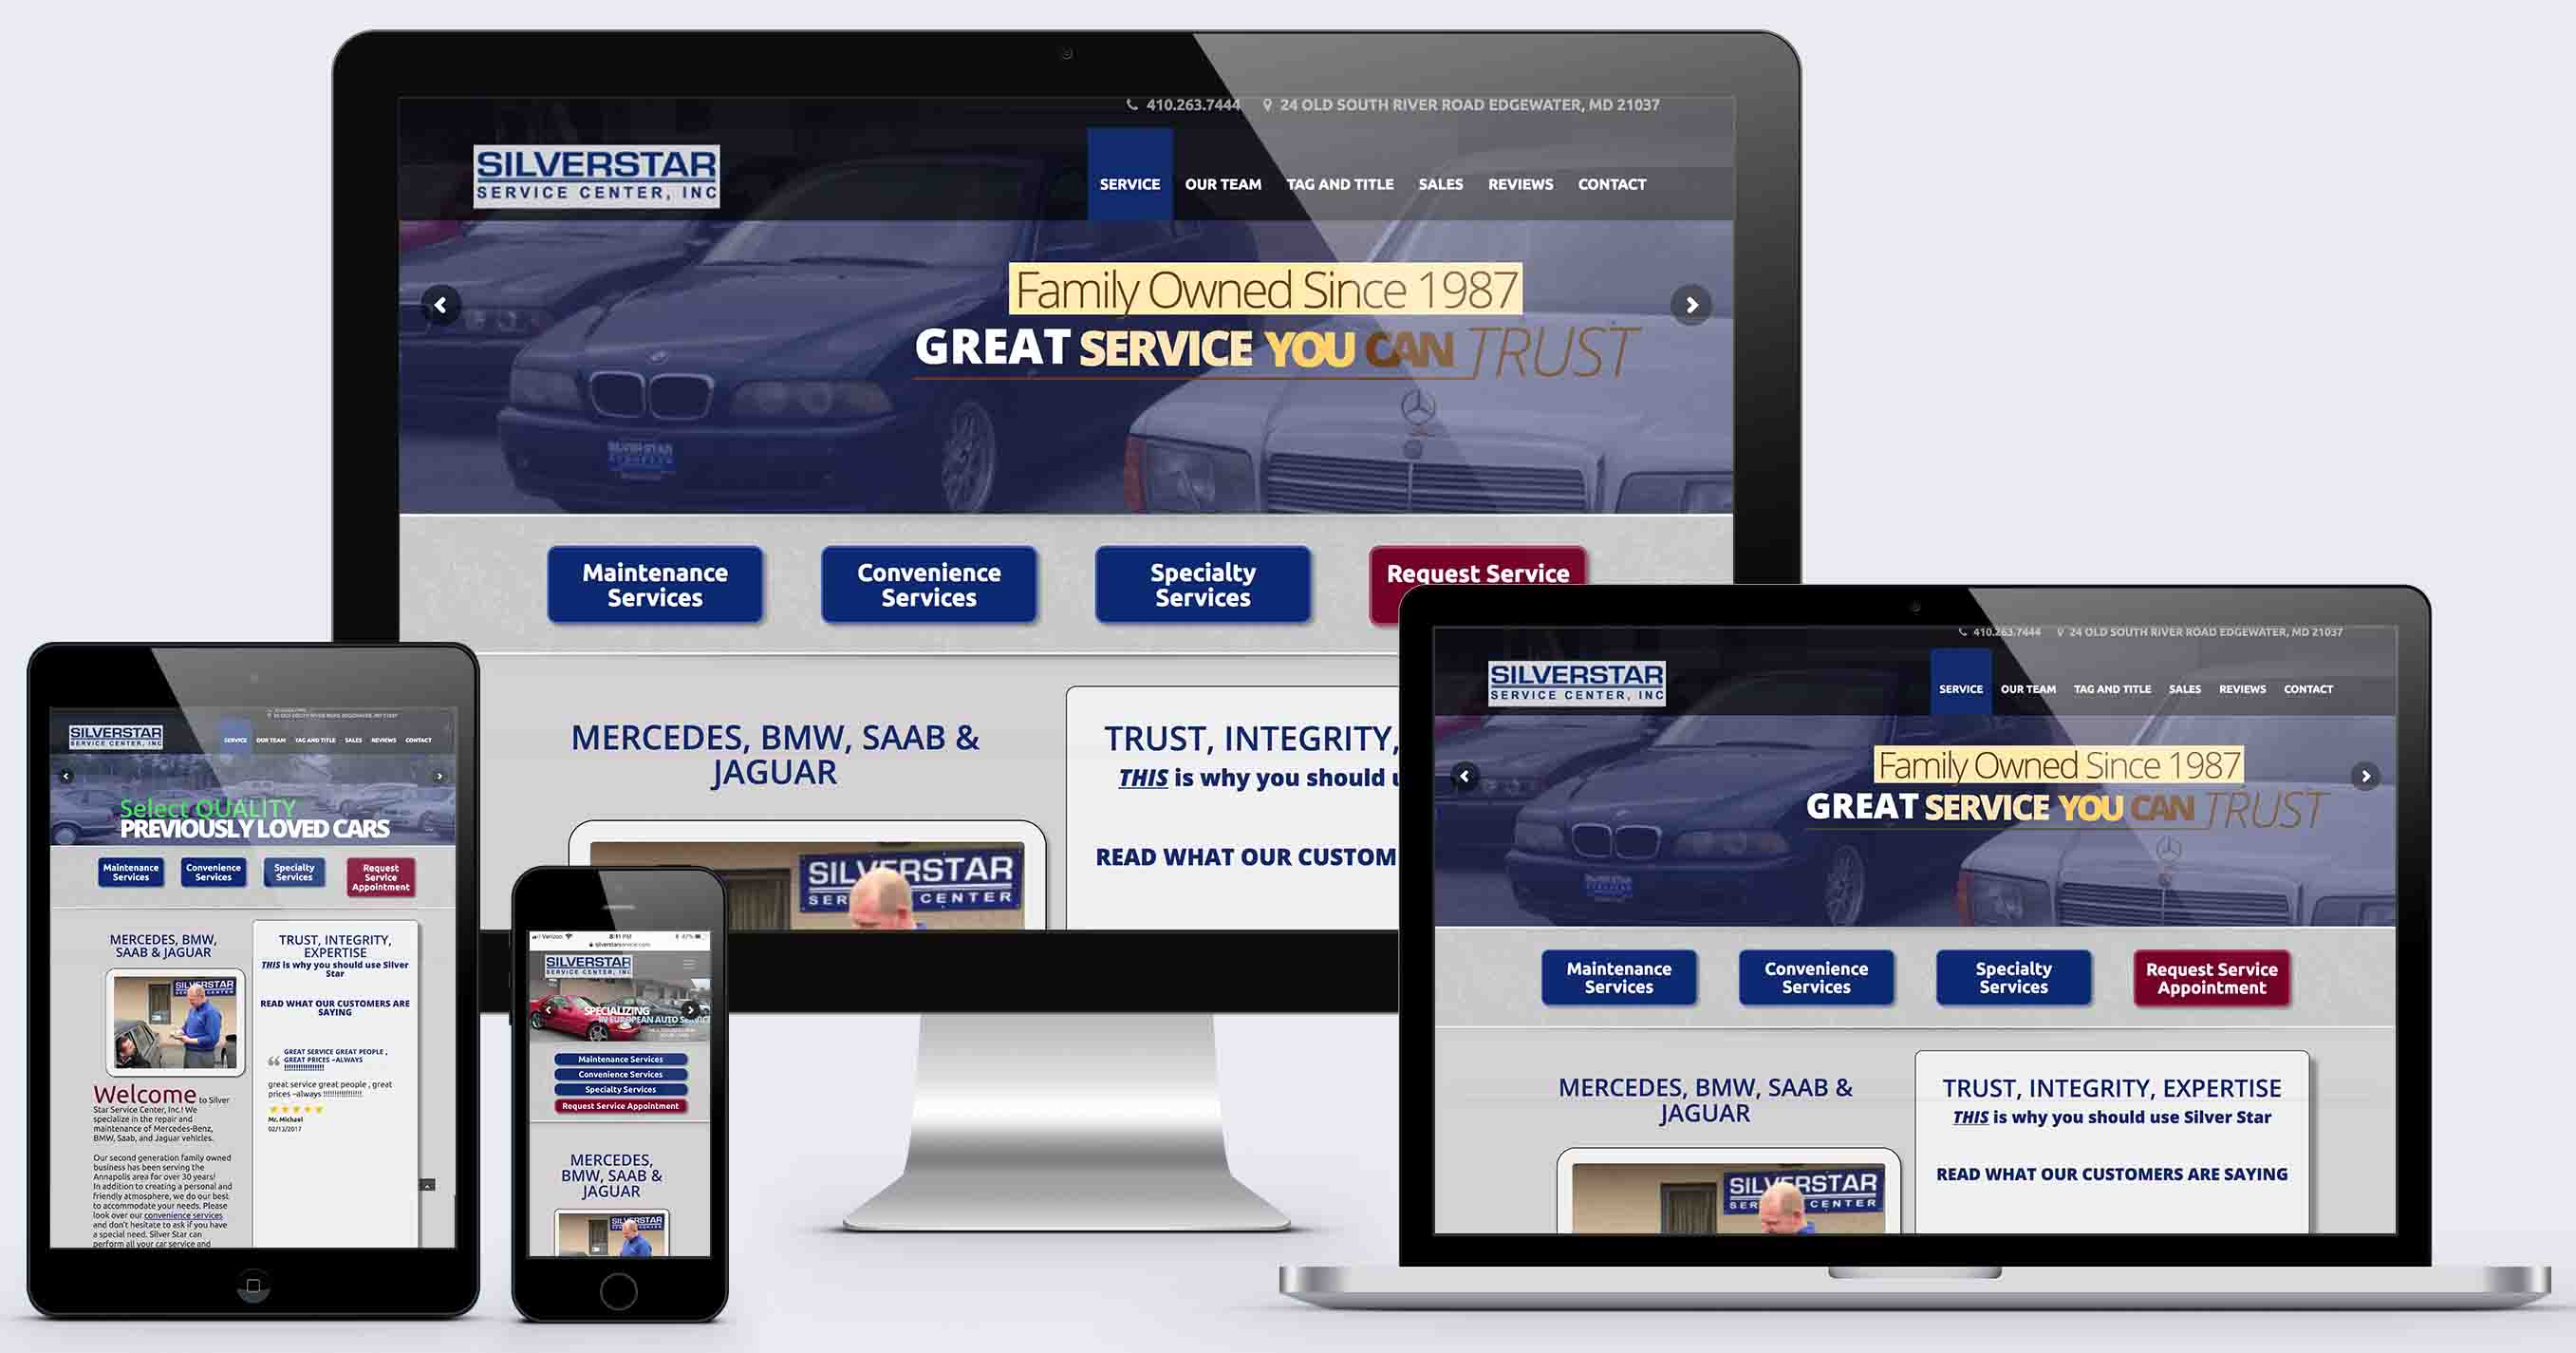 410.263.7444 24 OLD SOUTH RIVER ROAD EDGEWATER, MD 21037
SILVERSTAR
SERVICE CENTER, INC
SERVICE OUR TEAM TAG AND TITLE SALES REVIEWS CONTACT
Family Owned Since 1987
GREAT SERVICE YOU CAN TRUST
SILVER STAR
Maintenance
Services
Convenience
Services
Specialty
Services
Request Service
MERCEDES, BMW, SAAB &
JAGUAR
TRUST, INTEGRITY,
THIS is why you should u
READ WHAT OUR CUSTOM
SILVERSTAR
SER CENTER
SILVERSTAR
SERVICE CENTER, INC
SERVICE OUR TEAM TAG AND TITLE SALES REVIEWS CONTACT
Select QUALITY
PREVIOUSLY LOVED CARS
Maintenance
Services
Convenience
Services
Specialty
Services
Request
Service
Appointment
MERCEDES, BMW,
SAAB & JAGUAR
SILVERSTAR
Welcome to Silver
Star Service Center, Inc.! We
specialize in the repair and
maintenance of Mercedes-Benz,
BMW, Saab, and Jaguar vehicles.
Our second generation family owned
business has been serving the
Annapolis area for over 30 years!
In addition to creating a personal and
friendly atmosphere, we do our best
to accommodate your needs. Please
look over our convenience services
and don't hesitate to ask if you have
a special need. Silver Star can
perform all your car service and
TRUST, INTEGRITY,
EXPERTISE
THIS is why you should use Silver
Star
READ WHAT OUR CUSTOMERS ARE
SAYING
GREAT SERVICE GREAT PEOPLE ,
GREAT PRICES ~ALWAYS
!!!!!!!!!!!!!!!!!
great service great people , great
prices ~always !!!!!!!!!!!!!!!!!
Mr. Michael
02/13/2017
Verizon 8:11 PM 47%
silverstarservice.com
SILVERSTAR
SERVICE CENTER, INC
SPECIALIZING
IN EUROPEAN AUTO SERVICE
Maintenance Services
Convenience Services
Specialty Services
Request Service Appointment
MERCEDES,
BMW, SAAB &
JAGUAR
SILVERSTAR
410.263.7444 24 OLD SOUTH RIVER ROAD EDGEWATER, MD 21037
SILVERSTAR
SERVICE CENTER, INC
SERVICE OUR TEAM TAG AND TITLE SALES REVIEWS CONTACT
Family Owned Since 1987
GREAT SERVICE YOU CAN TRUST
Maintenance
Services
Convenience
Services
Specialty
Services
Request Service
Appointment
MERCEDES, BMW, SAAB &
JAGUAR
SILVERSTAR
SER CENTER
TRUST, INTEGRITY, EXPERTISE
THIS is why you should use Silver Star
READ WHAT OUR CUSTOMERS ARE SAYING